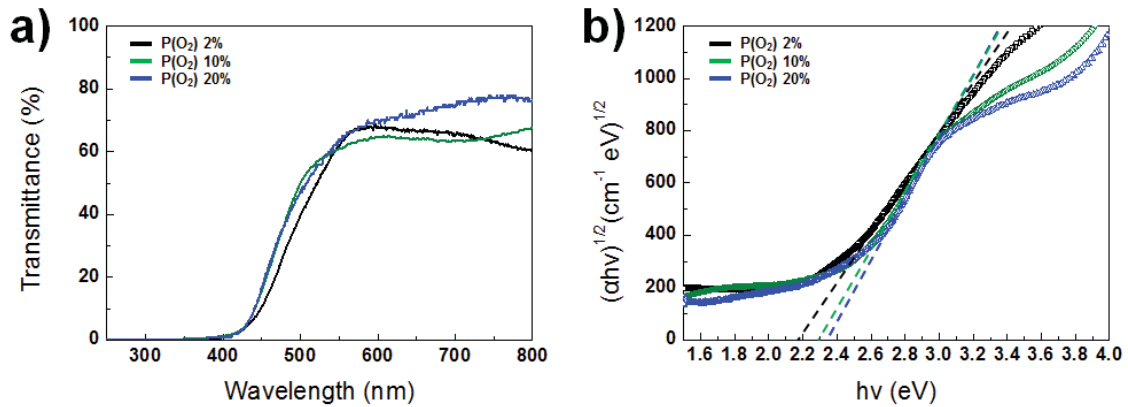 a)
P(O₂) 2%
P(O₂) 10%
P(O₂) 20%
Transmittance (%)
100
80
60
40
20
0
300 400 500 600 700 800
Wavelength (nm)
b)
P(O₂) 2%
P(O₂) 10%
P(O₂) 20%
(αhν)^1/2 (cm⁻¹ eV)^1/2
1200
1000
800
600
400
200
0
1.6 1.8 2.0 2.2 2.4 2.6 2.8 3.0 3.2 3.4 3.6 3.8 4.0
hν (eV)